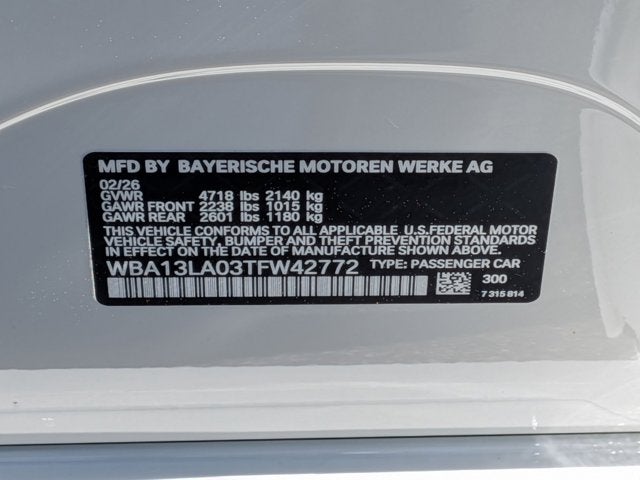 MFD BY BAYERISCHE MOTOREN WERKE AG
02/26
GVWR 4718 lbs 2140 kg
GAWR FRONT 2238 lbs 1015 kg
GAWR REAR 2601 lbs 1180 kg
THIS VEHICLE CONFORMS TO ALL APPLICABLE U.S.FEDERAL MOTOR
VEHICLE SAFETY, BUMPER, AND THEFT PREVENTION STANDARDS
IN EFFECT ON THE DATE OF MANUFACTURE SHOWN ABOVE.
WBA13LA03TFW42772 TYPE: PASSENGER CAR
300
7 315 814